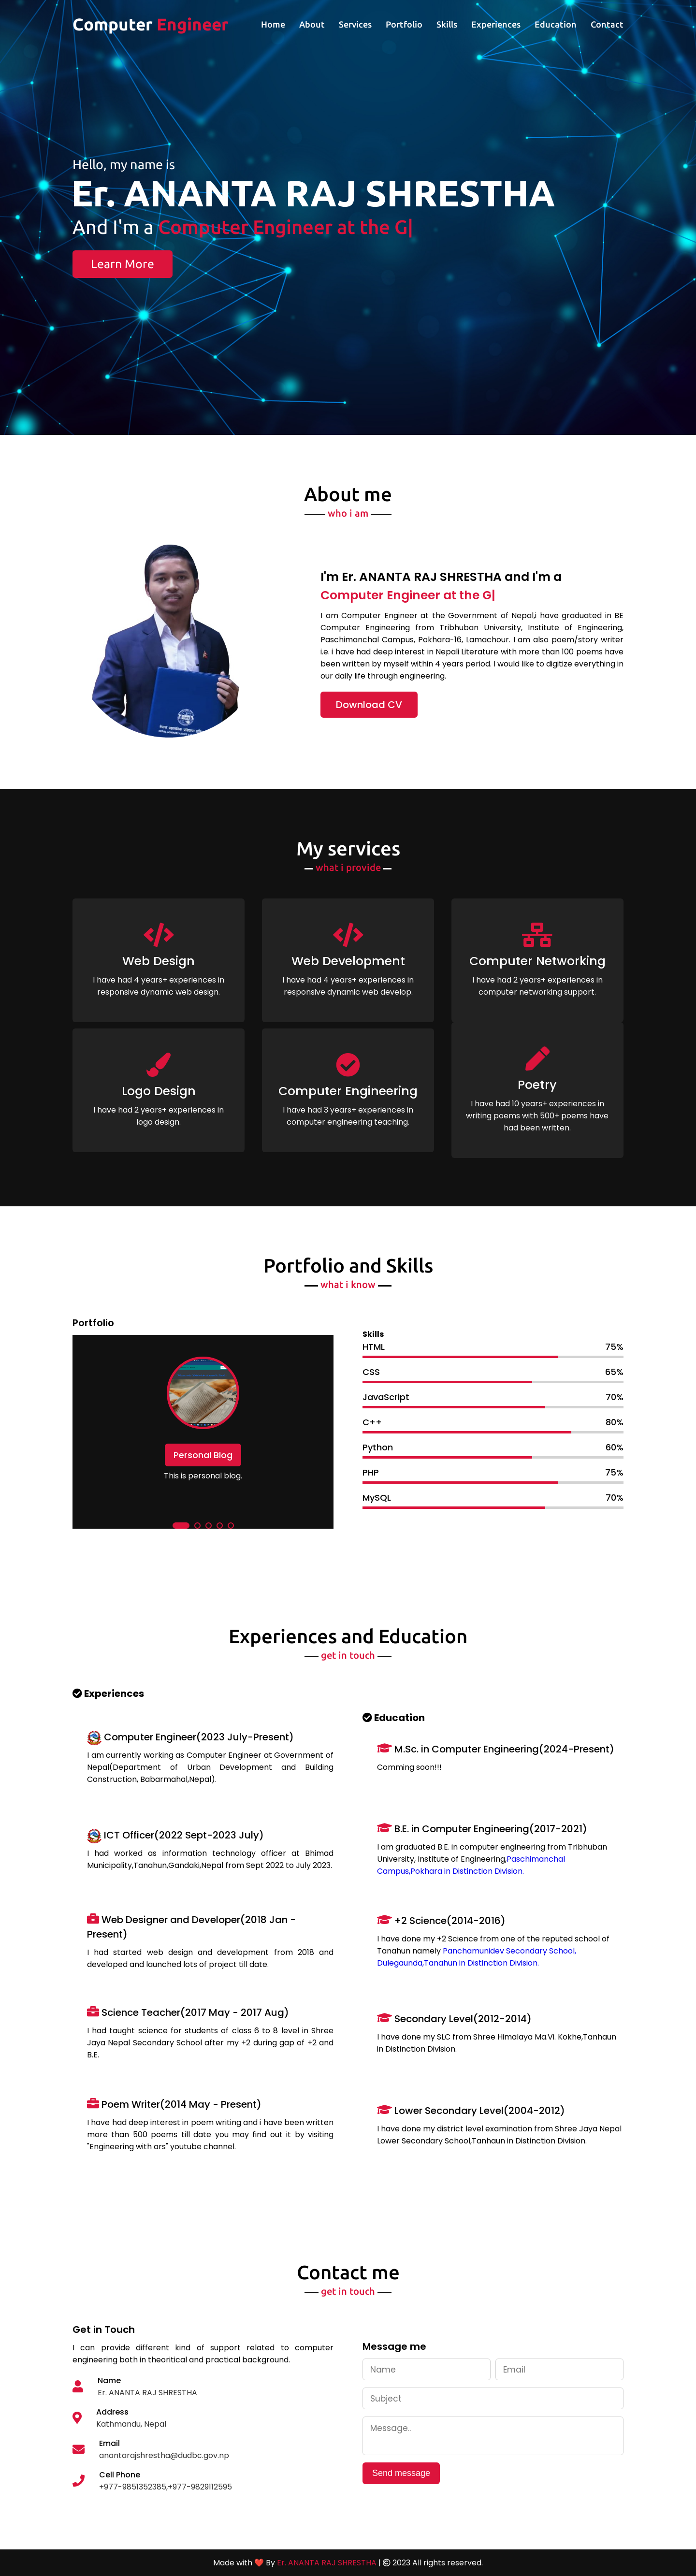 Computer Engineer
Home About Services Portfolio Skills Experiences Education Contact
Hello, my name is
Er. ANANTA RAJ SHRESTHA
And I'm a Computer Engineer at the G|
Learn More
About me
who i am
I'm Er. ANANTA RAJ SHRESTHA and I'm a
Computer Engineer at the G|
I am Computer Engineer at the Government of Nepal,i have graduated in BE
Computer Engineering from Tribhuban University, Institute of Engineering,
Paschimanchal Campus, Pokhara-16, Lamachour. I am also poem/story writer
i.e. i have had deep interest in Nepali Literature with more than 100 poems have
been written by myself within 4 years period. I would like to digitize everything in
our daily life through engineering.
Download CV
My services
what i provide
Web Design
I have had 4 years+ experiences in
responsive dynamic web design.
Web Development
I have had 4 years+ experiences in
responsive dynamic web develop.
Computer Networking
I have had 2 years+ experiences in
computer networking support.
Logo Design
I have had 2 years+ experiences in
logo design.
Computer Engineering
I have had 3 years+ experiences in
computer engineering teaching.
Poetry
I have had 10 years+ experiences in
writing poems with 500+ poems have
had been written.
Portfolio and Skills
what i know
Portfolio
Personal Blog
This is personal blog.
Skills
HTML 75%
CSS 65%
JavaScript 70%
C++ 80%
Python 60%
PHP 75%
MySQL 70%
Experiences and Education
get in touch
Experiences
Computer Engineer(2023 July-Present)
I am currently working as Computer Engineer at Government of
Nepal(Department of Urban Development and Building
Construction, Babarmahal,Nepal).
ICT Officer(2022 Sept-2023 July)
I had worked as information technology officer at Bhimad
Municipality,Tanahun,Gandaki,Nepal from Sept 2022 to July 2023.
Web Designer and Developer(2018 Jan -
Present)
I had started web design and development from 2018 and
developed and launched lots of project till date.
Science Teacher(2017 May - 2017 Aug)
I had taught science for students of class 6 to 8 level in Shree
Jaya Nepal Secondary School after my +2 during gap of +2 and
B.E.
Poem Writer(2014 May - Present)
I have had deep interest in poem writing and i have been written
more than 500 poems till date you may find out it by visiting
"Engineering with ars" youtube channel.
Education
M.Sc. in Computer Engineering(2024-Present)
Comming soon!!!
B.E. in Computer Engineering(2017-2021)
I am graduated B.E. in computer engineering from Tribhuban
University, Institute of Engineering,Paschimanchal
Campus,Pokhara in Distinction Division.
+2 Science(2014-2016)
I have done my +2 Science from one of the reputed school of
Tanahun namely Panchamunidev Secondary School,
Dulegaunda,Tanahun in Distinction Division.
Secondary Level(2012-2014)
I have done my SLC from Shree Himalaya Ma.Vi. Kokhe,Tanhaun
in Distinction Division.
Lower Secondary Level(2004-2012)
I have done my district level examination from Shree Jaya Nepal
Lower Secondary School,Tanhaun in Distinction Division.
Contact me
get in touch
Get in Touch
I can provide different kind of support related to computer
engineering both in theoritical and practical background.
Name
Er. ANANTA RAJ SHRESTHA
Address
Kathmandu, Nepal
Email
anantarajshrestha@dudbc.gov.np
Cell Phone
+977-9851352385,+977-9829112595
Message me
Name Email
Subject
Message..
Send message
Made with ❤️ By Er. ANANTA RAJ SHRESTHA | © 2023 All rights reserved.